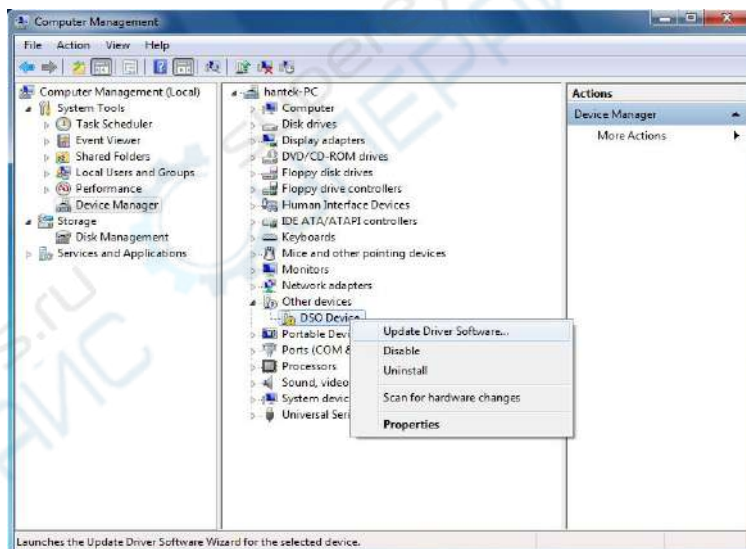 Computer Management
File Action View Help
Computer Management (Local)
System Tools
Task Scheduler
Event Viewer
Shared Folders
Local Users and Groups
Performance
Device Manager
Storage
Disk Management
Services and Applications
hantek-PC
Computer
Disk drives
Display adapters
DVD/CD-ROM drives
Floppy disk drives
Floppy drive controllers
Human Interface Devices
IDE ATA/ATAPI controllers
Keyboards
Mice and other pointing devices
Monitors
Network adapters
Other devices
DSO Device
Portable Devi
Ports (COM &
Processors
Sound, video
System devic
Universal Seri
Update Driver Software...
Disable
Uninstall
Scan for hardware changes
Properties
Actions
Device Manager
More Actions
Launches the Update Driver Software Wizard for the selected device.